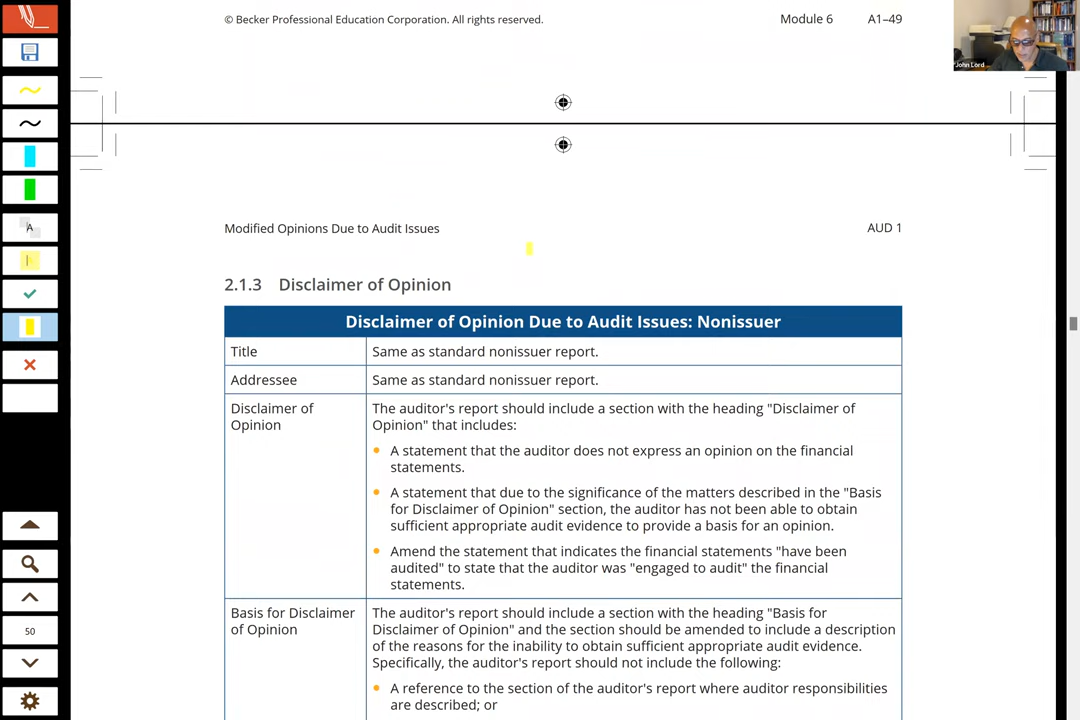 © Becker Professional Education Corporation. All rights reserved.
Module 6
A1–49
John Lord
Modified Opinions Due to Audit Issues
AUD 1
2.1.3 Disclaimer of Opinion
Disclaimer of Opinion Due to Audit Issues: Nonissuer
Title
Same as standard nonissuer report.
Addressee
Same as standard nonissuer report.
Disclaimer of
Opinion
The auditor's report should include a section with the heading "Disclaimer of
Opinion" that includes:
A statement that the auditor does not express an opinion on the financial
statements.
A statement that due to the significance of the matters described in the "Basis
for Disclaimer of Opinion" section, the auditor has not been able to obtain
sufficient appropriate audit evidence to provide a basis for an opinion.
Amend the statement that indicates the financial statements "have been
audited" to state that the auditor was "engaged to audit" the financial
statements.
Basis for Disclaimer
of Opinion
The auditor's report should include a section with the heading "Basis for
Disclaimer of Opinion" and the section should be amended to include a description
of the reasons for the inability to obtain sufficient appropriate audit evidence.
Specifically, the auditor's report should not include the following:
A reference to the section of the auditor's report where auditor responsibilities
are described; or
A
50